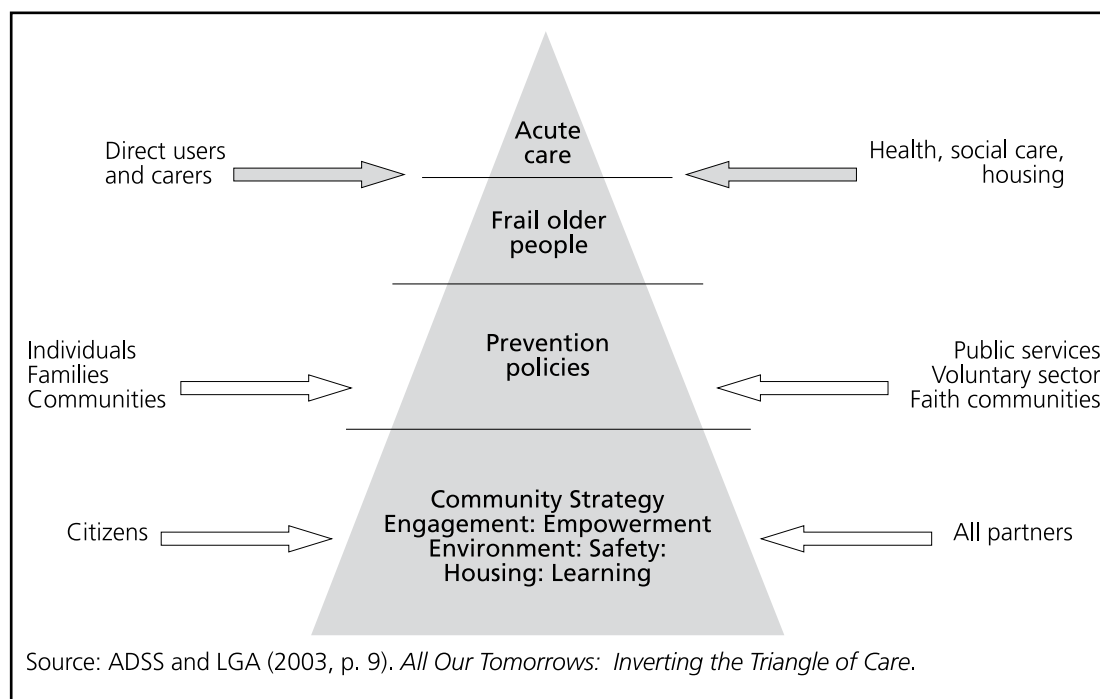 Acute
care
Direct users
and carers
Health, social care,
housing
Frail older
people
Individuals
Families
Communities
Prevention
policies
Public services
Voluntary sector
Faith communities
Citizens
Community Strategy
Engagement: Empowerment
Environment: Safety:
Housing: Learning
All partners
Source: ADSS and LGA (2003, p. 9). All Our Tomorrows: Inverting the Triangle of Care.